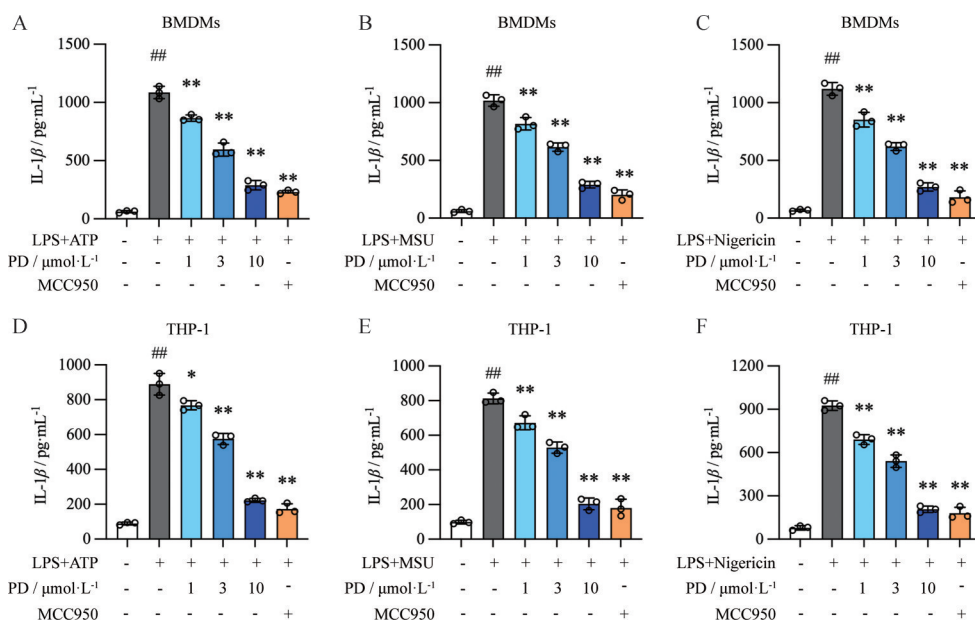 A BMDMs
1500
##
**
**
1000
**
**
500
0
IL-1β / pg·mL⁻¹
LPS+ATP - + + + + +
PD / μmol·L⁻¹ - - 1 3 10 -
MCC950 - - - - - +
B BMDMs
1500
##
**
**
1000
**
**
500
0
IL-1β / pg·mL⁻¹
LPS+MSU - + + + + +
PD / μmol·L⁻¹ - - 1 3 10 -
MCC950 - - - - - +
C BMDMs
1500
##
**
**
1000
** **
500
0
IL-1β / pg·mL⁻¹
LPS+Nigericin - + + + + +
PD / μmol·L⁻¹ - - 1 3 10 -
MCC950 - - - - - +
D THP-1
1000
##
*
800
**
600
** **
400
200
0
IL-1β / pg·mL⁻¹
LPS+ATP - + + + + +
PD / μmol·L⁻¹ - - 1 3 10 -
MCC950 - - - - - +
E THP-1
1000
##
**
800
**
600
** **
400
200
0
IL-1β / pg·mL⁻¹
LPS+MSU - + + + + +
PD / μmol·L⁻¹ - - 1 3 10 -
MCC950 - - - - - +
F THP-1
1200
##
**
900
**
600
** **
300
0
IL-1β / pg·mL⁻¹
LPS+Nigericin - + + + + +
PD / μmol·L⁻¹ - - 1 3 10 -
MCC950 - - - - - +